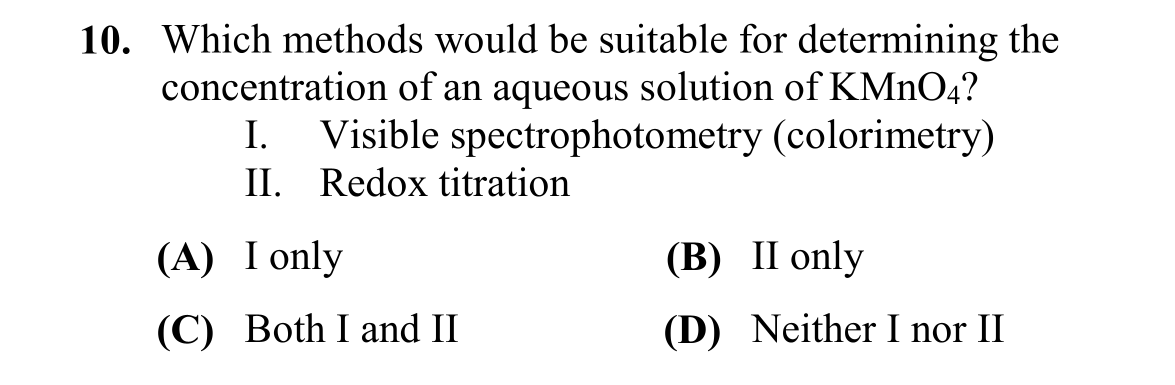 10. Which methods would be suitable for determining the
concentration of an aqueous solution of KMnO₄?
I. Visible spectrophotometry (colorimetry)
II. Redox titration
(A) I only (B) II only
(C) Both I and II (D) Neither I nor II